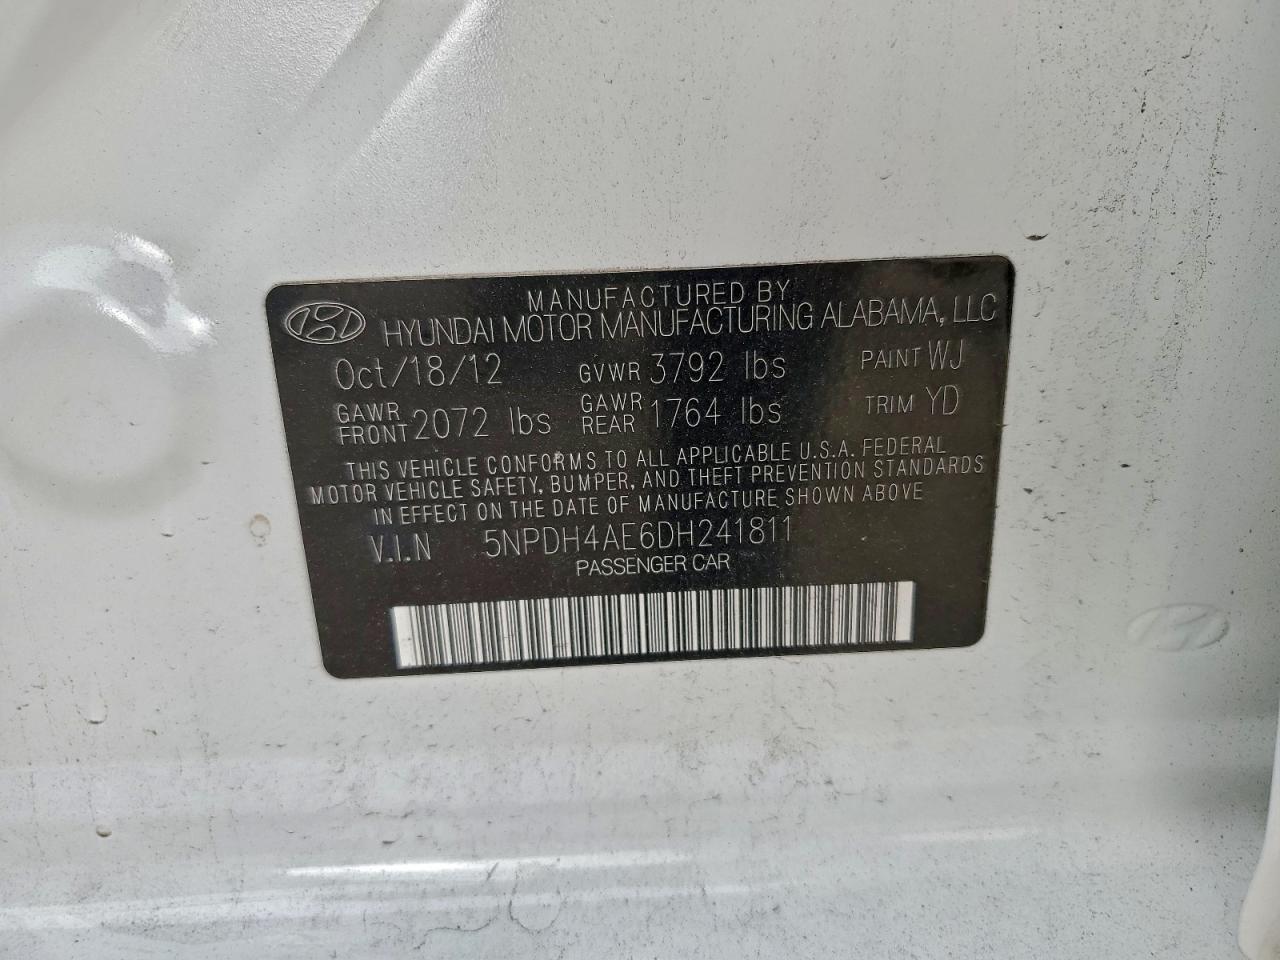 MANUFACTURED BY
HYUNDAI MOTOR MANUFACTURING ALABAMA, LLC
Oct/18/12 GVWR 3792 lbs PAINT WJ
GAWR FRONT 2072 lbs GAWR REAR 1764 lbs TRIM YD
THIS VEHICLE CONFORMS TO ALL APPLICABLE U.S.A. FEDERAL
MOTOR VEHICLE SAFETY, BUMPER, AND THEFT PREVENTION STANDARDS
IN EFFECT ON THE DATE OF MANUFACTURE SHOWN ABOVE
V.I.N 5NPDH4AE6DH241811
PASSENGER CAR